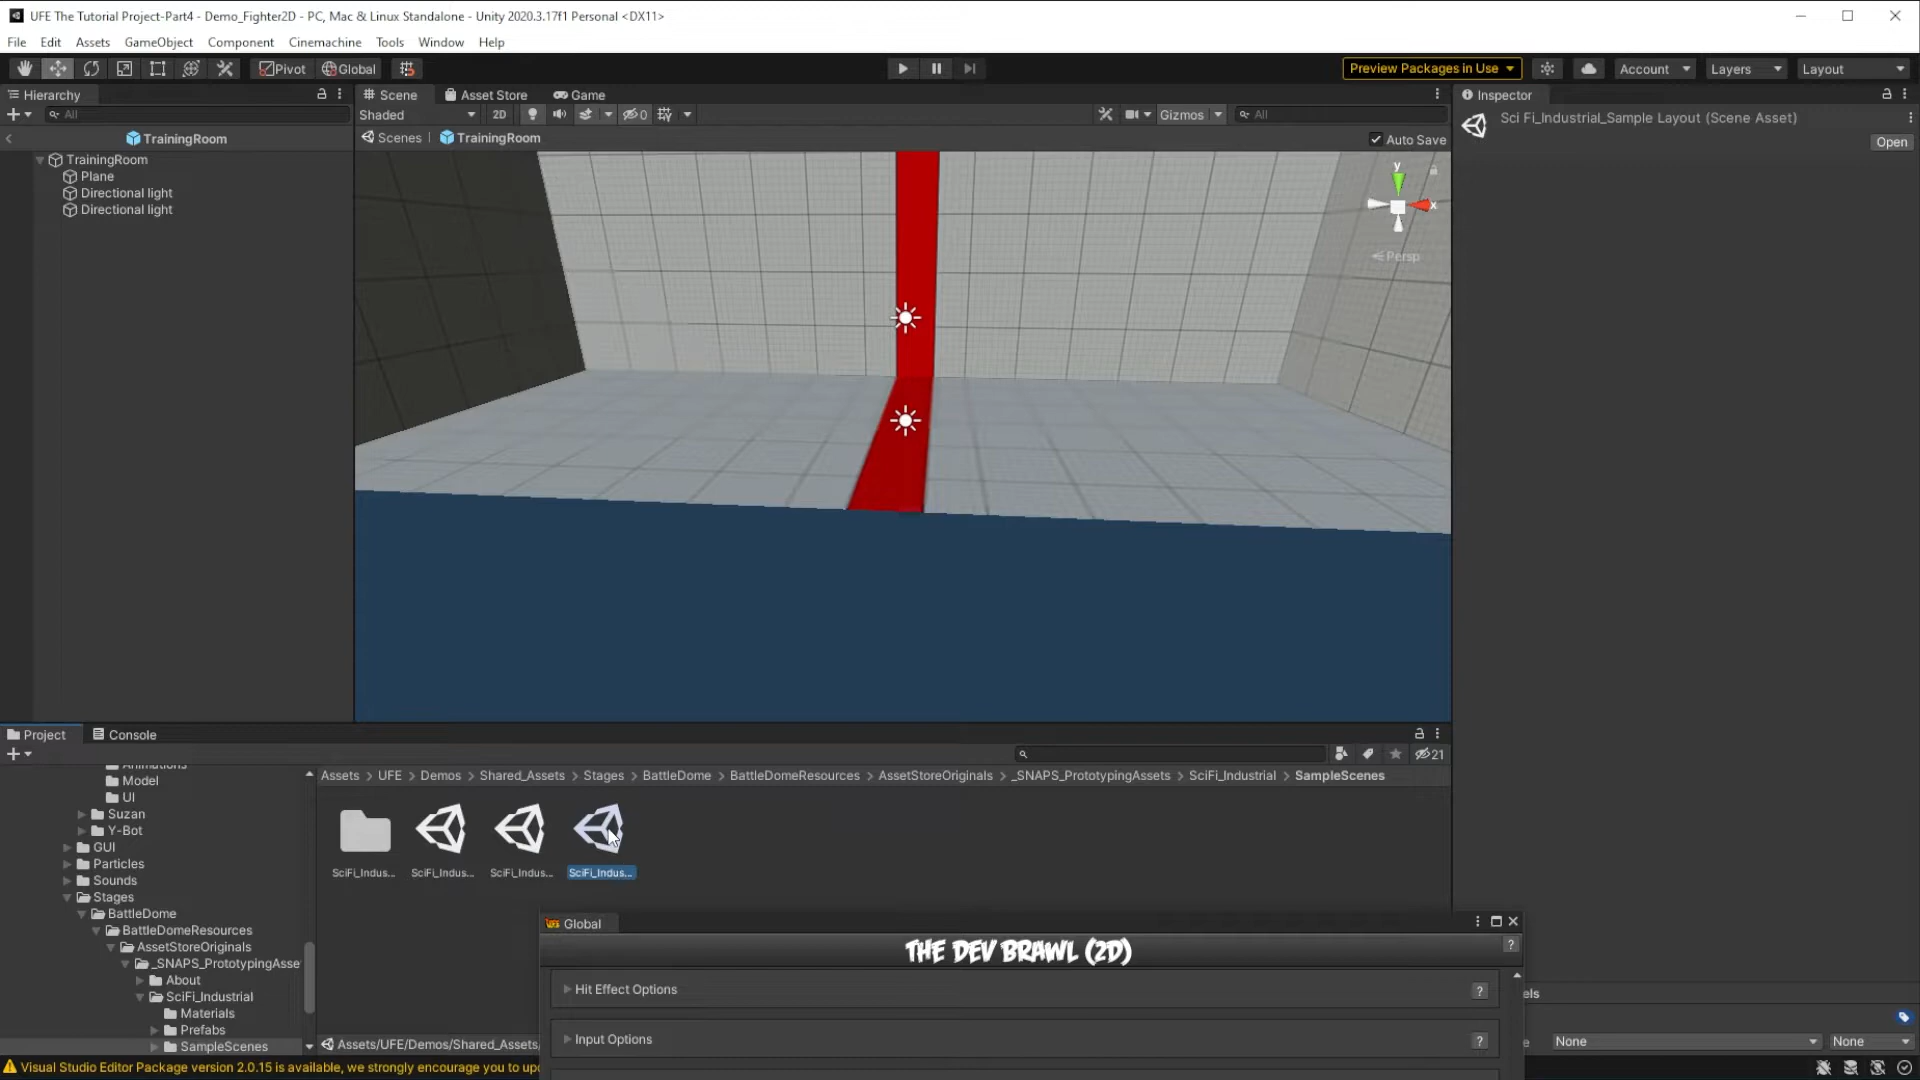 UFE The Tutorial Project-Part4 - Demo_Fighter2D - PC, Mac & Linux Standalone - Unity 2020.3.17f1 Personal <DX11>
File Edit Assets GameObject Component Cinemachine Tools Window Help
Pivot Global Preview Packages in Use Account Layers Layout
Hierarchy Scene Asset Store Game Inspector
All Shaded 2D 0 Gizmos All
TrainingRoom Scenes TrainingRoom Auto Save
Sci Fi_Industrial_Sample Layout (Scene Asset)
Open
TrainingRoom
Plane
Directional light
Directional light
y
x
Persp
Project Console
21
Assets > UFE > Demos > Shared_Assets > Stages > BattleDome > BattleDomeResources > AssetStoreOriginals > _SNAPS_PrototypingAssets > SciFi_Industrial > SampleScenes
Animations
Model
UI
Suzan
Y-Bot
GUI
Particles
Sounds
Stages
BattleDome
BattleDomeResources
AssetStoreOriginals
_SNAPS_PrototypingAsse
About
SciFi_Industrial
Materials
Prefabs
SampleScenes
SciFi_Indus... SciFi_Indus... SciFi_Indus... SciFi_Indus...
Assets/UFE/Demos/Shared_Assets/
Global
THE DEV BRAWL (2D) ?
Hit Effect Options ?
Input Options ?
els
e None None
Visual Studio Editor Package version 2.0.15 is available, we strongly encourage you to up